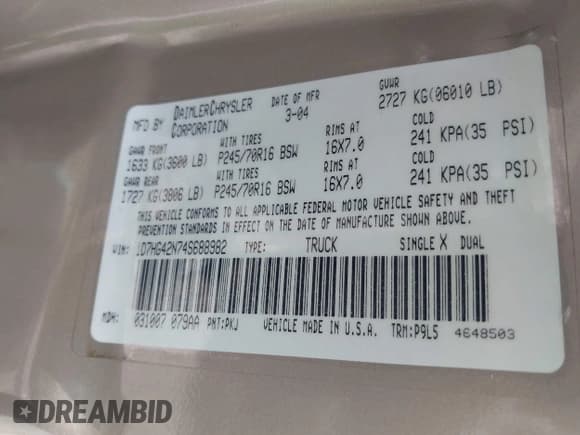 MFD BY DAIMLERCHRYSLER CORPORATION
DATE OF MFR 3-04
GVWR 2727 KG(06010 LB)
GAWR FRONT WITH TIRES RIMS AT COLD
1633 KG(3600 LB) P245/70R16 BSW 16X7.0 241 KPA(35 PSI)
GAWR REAR WITH TIRES RIMS AT COLD
1727 KG(3806 LB) P245/70R16 BSW 16X7.0 241 KPA(35 PSI)
THIS VEHICLE CONFORMS TO ALL APPLICABLE FEDERAL MOTOR VEHICLE SAFETY AND THEFT
PREVENTION STANDARDS IN EFFECT ON THE DATE OF MANUFACTURE SHOWN ABOVE.
VIN: 1D7HG42N74S688382 TYPE: TRUCK SINGLE X DUAL
MDH: 031007 079AA PNT:PKJ VEHICLE MADE IN U.S.A. TRM:P9L5 4648503
DREAMBID